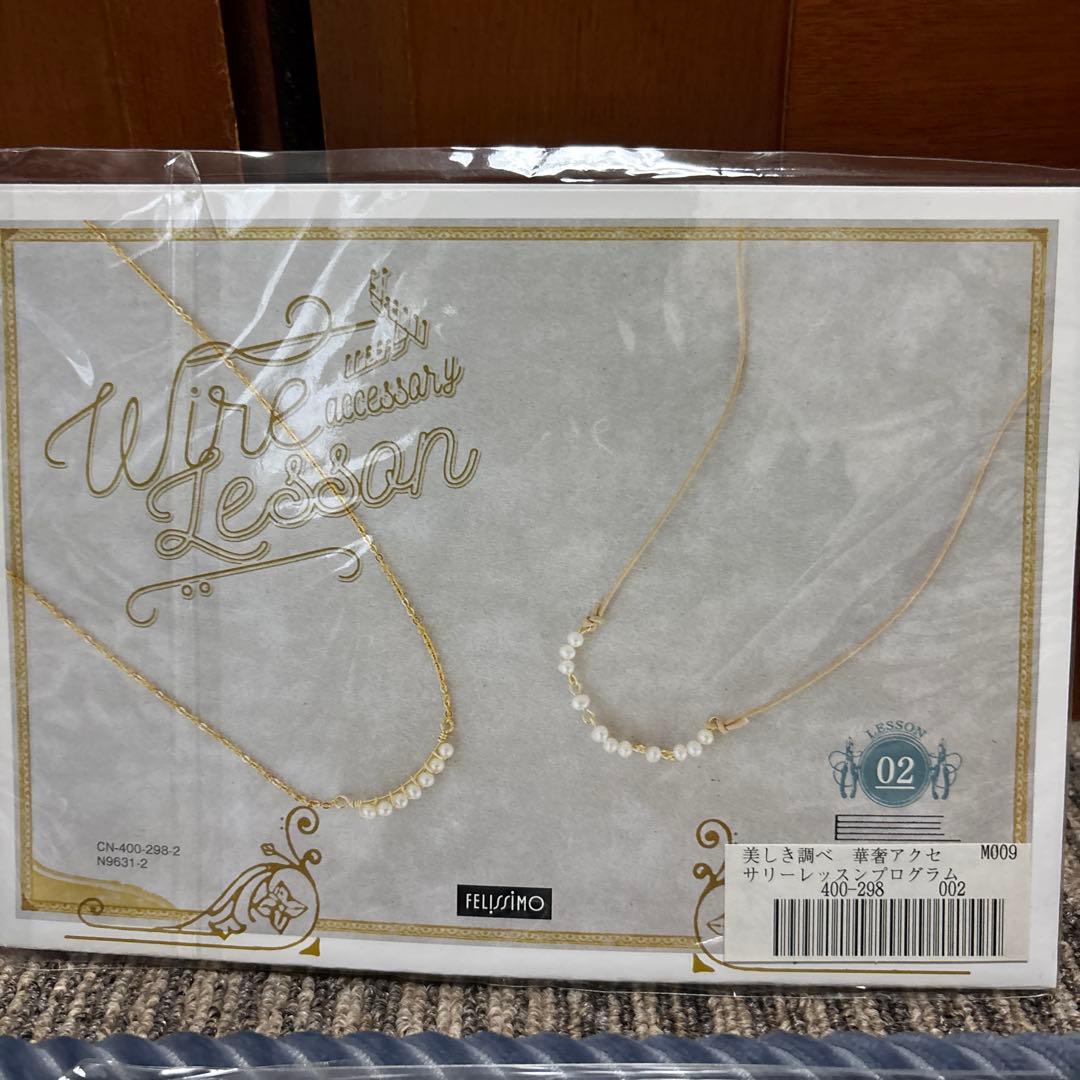 Wire
accessory
Lesson
LESSON
02
CN-400-298-2
N9631-2
FELISSIMO
美しき調べ 華奢アクセ M009
サリーレッスンプログラム
400-298 002